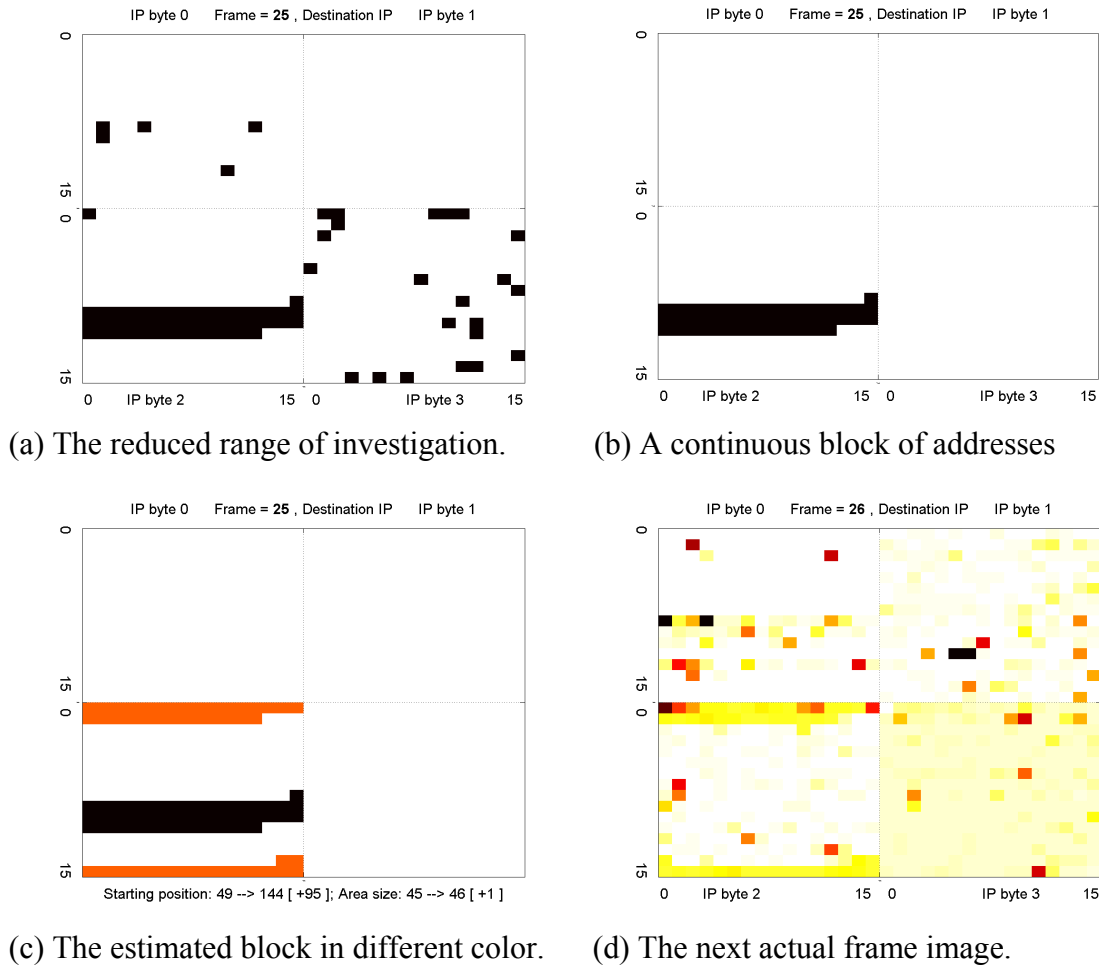 IP byte 0 Frame = 25 , Destination IP IP byte 1
0
15
0
15
0 IP byte 2 15 0 IP byte 3 15
(a) The reduced range of investigation.
IP byte 0 Frame = 25 , Destination IP IP byte 1
0
15
0
15
0 IP byte 2 15 0 IP byte 3 15
(b) A continuous block of addresses
IP byte 0 Frame = 25 , Destination IP IP byte 1
0
15
0
15
Starting position: 49 --> 144 [ +95 ]; Area size: 45 --> 46 [ +1 ]
(c) The estimated block in different color.
IP byte 0 Frame = 26 , Destination IP IP byte 1
0
15
0
15
0 IP byte 2 15 0 IP byte 3 15
(d) The next actual frame image.